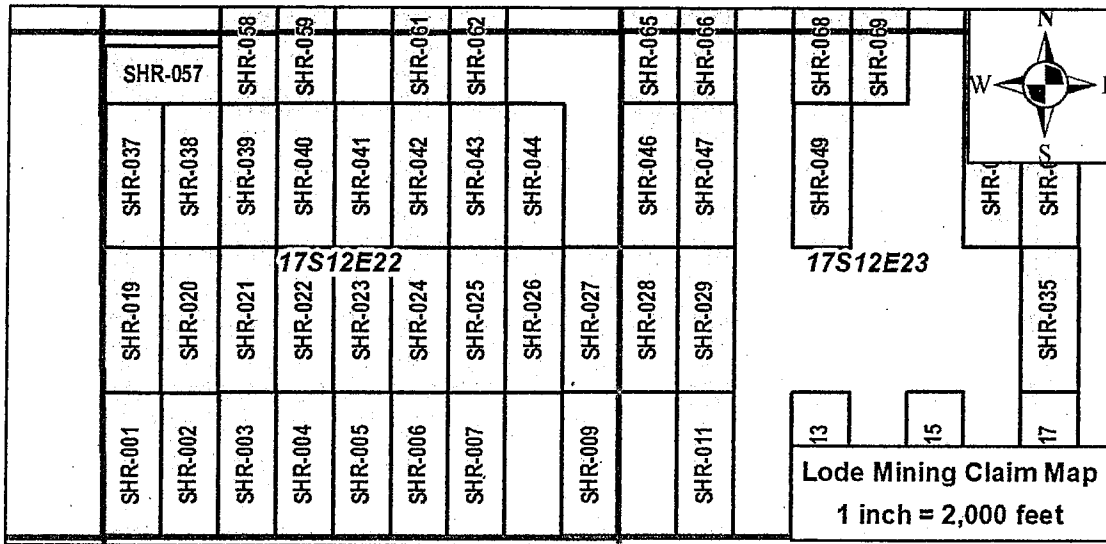 SHR-058
SHR-059
SHR-061
SHR-062
SHR-065
SHR-066
SHR-068
SHR-069
N
W
S
SHR-057
SHR-037
SHR-038
SHR-039
SHR-040
SHR-041
SHR-042
SHR-043
SHR-044
SHR-046
SHR-047
SHR-049
17S12E22
17S12E23
SHR-019
SHR-020
SHR-021
SHR-022
SHR-023
SHR-024
SHR-025
SHR-026
SHR-027
SHR-028
SHR-029
SHR-035
SHR-001
SHR-002
SHR-003
SHR-004
SHR-005
SHR-006
SHR-007
SHR-009
SHR-011
13
15
17
Lode Mining Claim Map
1 inch = 2,000 feet